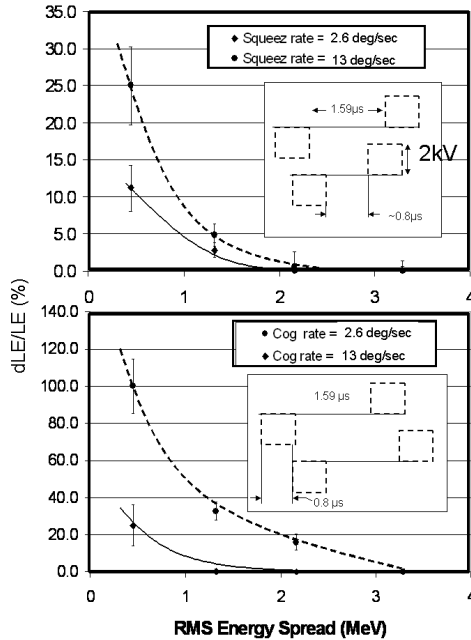 30.0
25.0
20.0
15.0
10.0
5.0
0.0
Squeez rate = 2.6 deg/sec
Squeez rate = 13 deg/sec
1.59µs
2kV
~0.8µs
0 1 2 3 4
dLE/LE (%)
140.0
120.0
100.0
80.0
60.0
40.0
20.0
0.0
Cog rate = 2.6 deg/sec
Cog rate = 13 deg/sec
1.59 µs
0.8 µs
0 1 2 3 4
RMS Energy Spread (MeV)